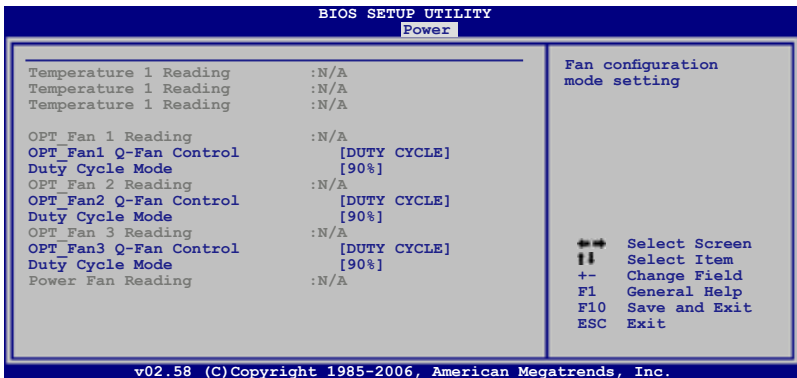 BIOS SETUP UTILITY
Power
Temperature 1 Reading :N/A
Temperature 1 Reading :N/A
Temperature 1 Reading :N/A
OPT_Fan 1 Reading :N/A
OPT_Fan1 Q-Fan Control [DUTY CYCLE]
Duty Cycle Mode [90%]
OPT_Fan 2 Reading :N/A
OPT_Fan2 Q-Fan Control [DUTY CYCLE]
Duty Cycle Mode [90%]
OPT_Fan 3 Reading :N/A
OPT_Fan3 Q-Fan Control [DUTY CYCLE]
Duty Cycle Mode [90%]
Power Fan Reading :N/A
Fan configuration
mode setting
←→ Select Screen
↑↓ Select Item
+- Change Field
F1 General Help
F10 Save and Exit
ESC Exit
v02.58 (C)Copyright 1985-2006, American Megatrends, Inc.